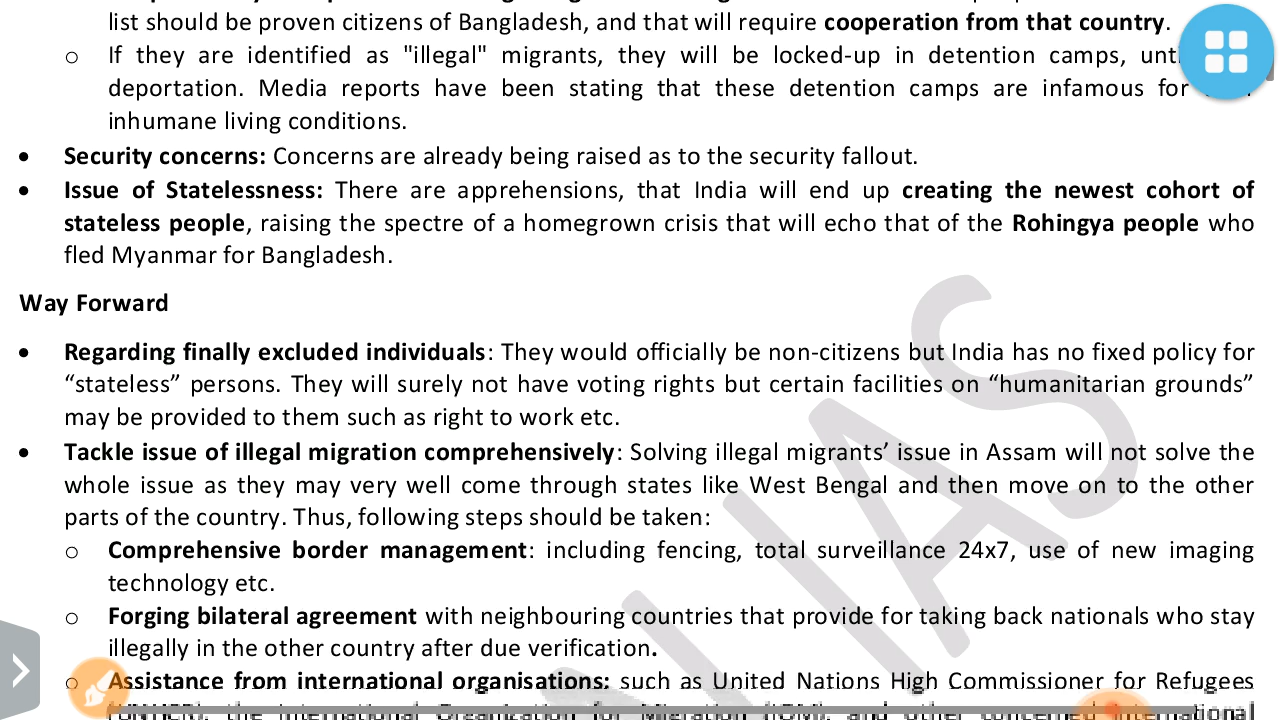 list should be proven citizens of Bangladesh, and that will require cooperation from that country.
o If they are identified as "illegal" migrants, they will be locked-up in detention camps,
deportation. Media reports have been stating that these detention camps are infamous for
inhumane living conditions.
• Security concerns: Concerns are already being raised as to the security fallout.
• Issue of Statelessness: There are apprehensions, that India will end up creating the newest cohort of
stateless people, raising the spectre of a homegrown crisis that will echo that of the Rohingya people who
fled Myanmar for Bangladesh.
Way Forward
• Regarding finally excluded individuals: They would officially be non-citizens but India has no fixed policy for
“stateless” persons. They will surely not have voting rights but certain facilities on “humanitarian grounds”
may be provided to them such as right to work etc.
• Tackle issue of illegal migration comprehensively: Solving illegal migrants’ issue in Assam will not solve the
whole issue as they may very well come through states like West Bengal and then move on to the other
parts of the country. Thus, following steps should be taken:
o Comprehensive border management: including fencing, total surveillance 24x7, use of new imaging
technology etc.
o Forging bilateral agreement with neighbouring countries that provide for taking back nationals who stay
illegally in the other country after due verification.
o Assistance from international organisations: such as United Nations High Commissioner for Refugees
(UNHCR), the International Organization for Migration (IOM), and other concerned international
IAS